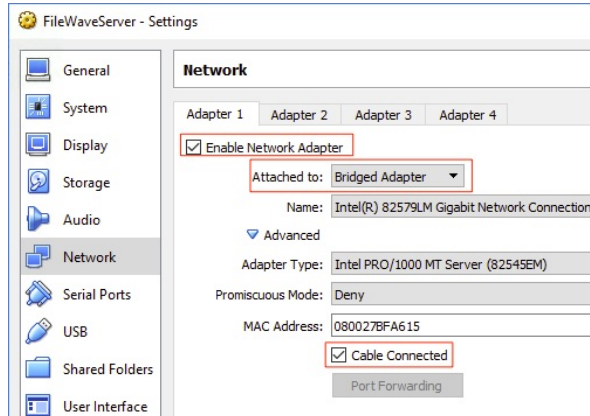 FileWaveServer - Settings
General
System
Display
Storage
Audio
Network
Serial Ports
USB
Shared Folders
User Interface
Network
Adapter 1 Adapter 2 Adapter 3 Adapter 4
Enable Network Adapter
Attached to: Bridged Adapter
Name: Intel(R) 82579LM Gigabit Network Connection
Advanced
Adapter Type: Intel PRO/1000 MT Server (82545EM)
Promiscuous Mode: Deny
MAC Address: 080027BFA615
Cable Connected
Port Forwarding